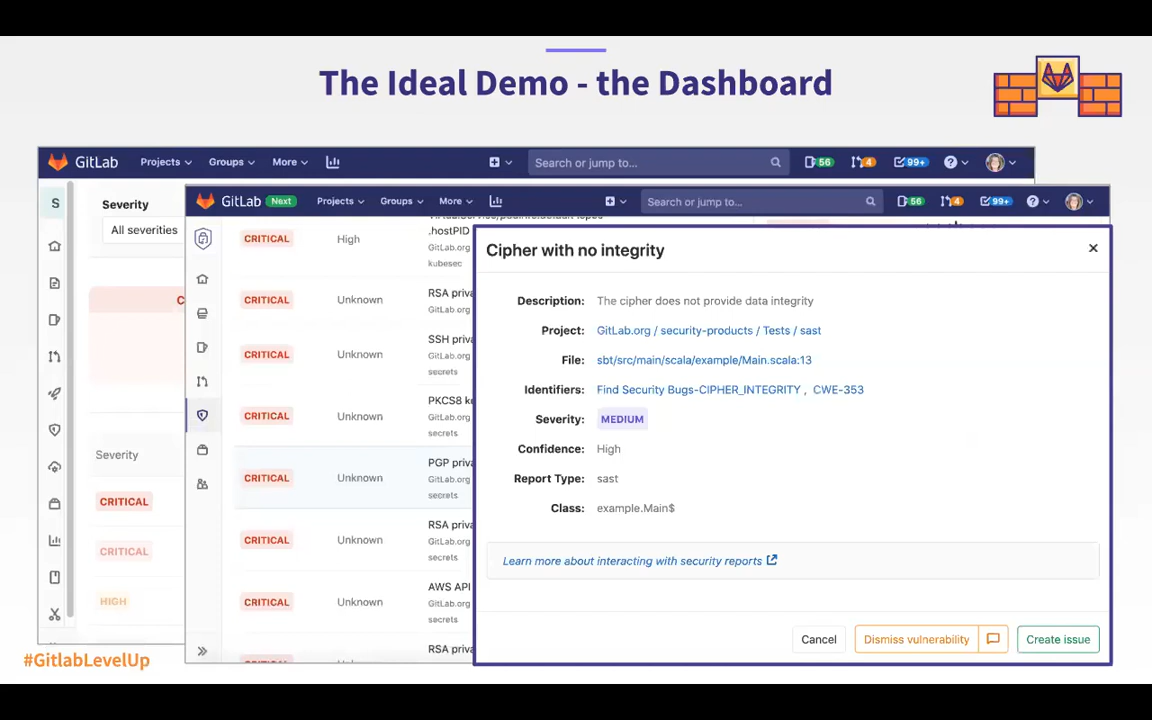 The Ideal Demo - the Dashboard
GitLab Projects Groups More Search or jump to... 56 4 99+
S
Severity
All severities
C
Severity
CRITICAL
CRITICAL
HIGH
GitLab Next Projects Groups More Search or jump to... 56 4 99+
CRITICAL High .hostPID
GitLab.org
kubesec
CRITICAL Unknown RSA priva
GitLab.org
CRITICAL Unknown SSH priva
GitLab.org
secrets
CRITICAL Unknown PKCS8 k
GitLab.org
secrets
CRITICAL Unknown PGP priva
GitLab.org
secrets
CRITICAL Unknown RSA priva
GitLab.org
secrets
CRITICAL Unknown AWS API
GitLab.org
secrets
RSA priva
Cipher with no integrity
Description: The cipher does not provide data integrity
Project: GitLab.org / security-products / Tests / sast
File: sbt/src/main/scala/example/Main.scala:13
Identifiers: Find Security Bugs-CIPHER_INTEGRITY , CWE-353
Severity: MEDIUM
Confidence: High
Report Type: sast
Class: example.Main$
Learn more about interacting with security reports
Cancel Dismiss vulnerability Create issue
#GitlabLevelUp